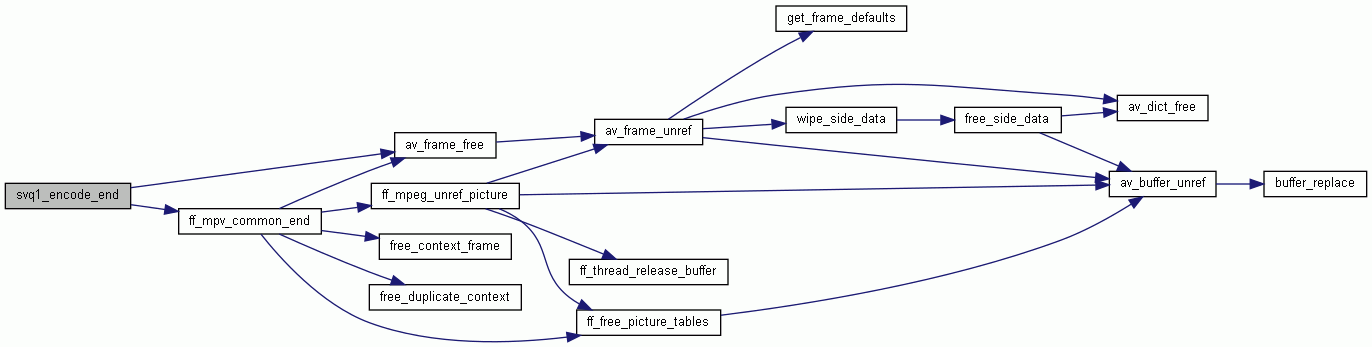 get_frame_defaults
av_dict_free
wipe_side_data
free_side_data
av_frame_unref
av_frame_free
svq1_encode_end
ff_mpeg_unref_picture
av_buffer_unref
buffer_replace
ff_mpv_common_end
free_context_frame
ff_thread_release_buffer
free_duplicate_context
ff_free_picture_tables